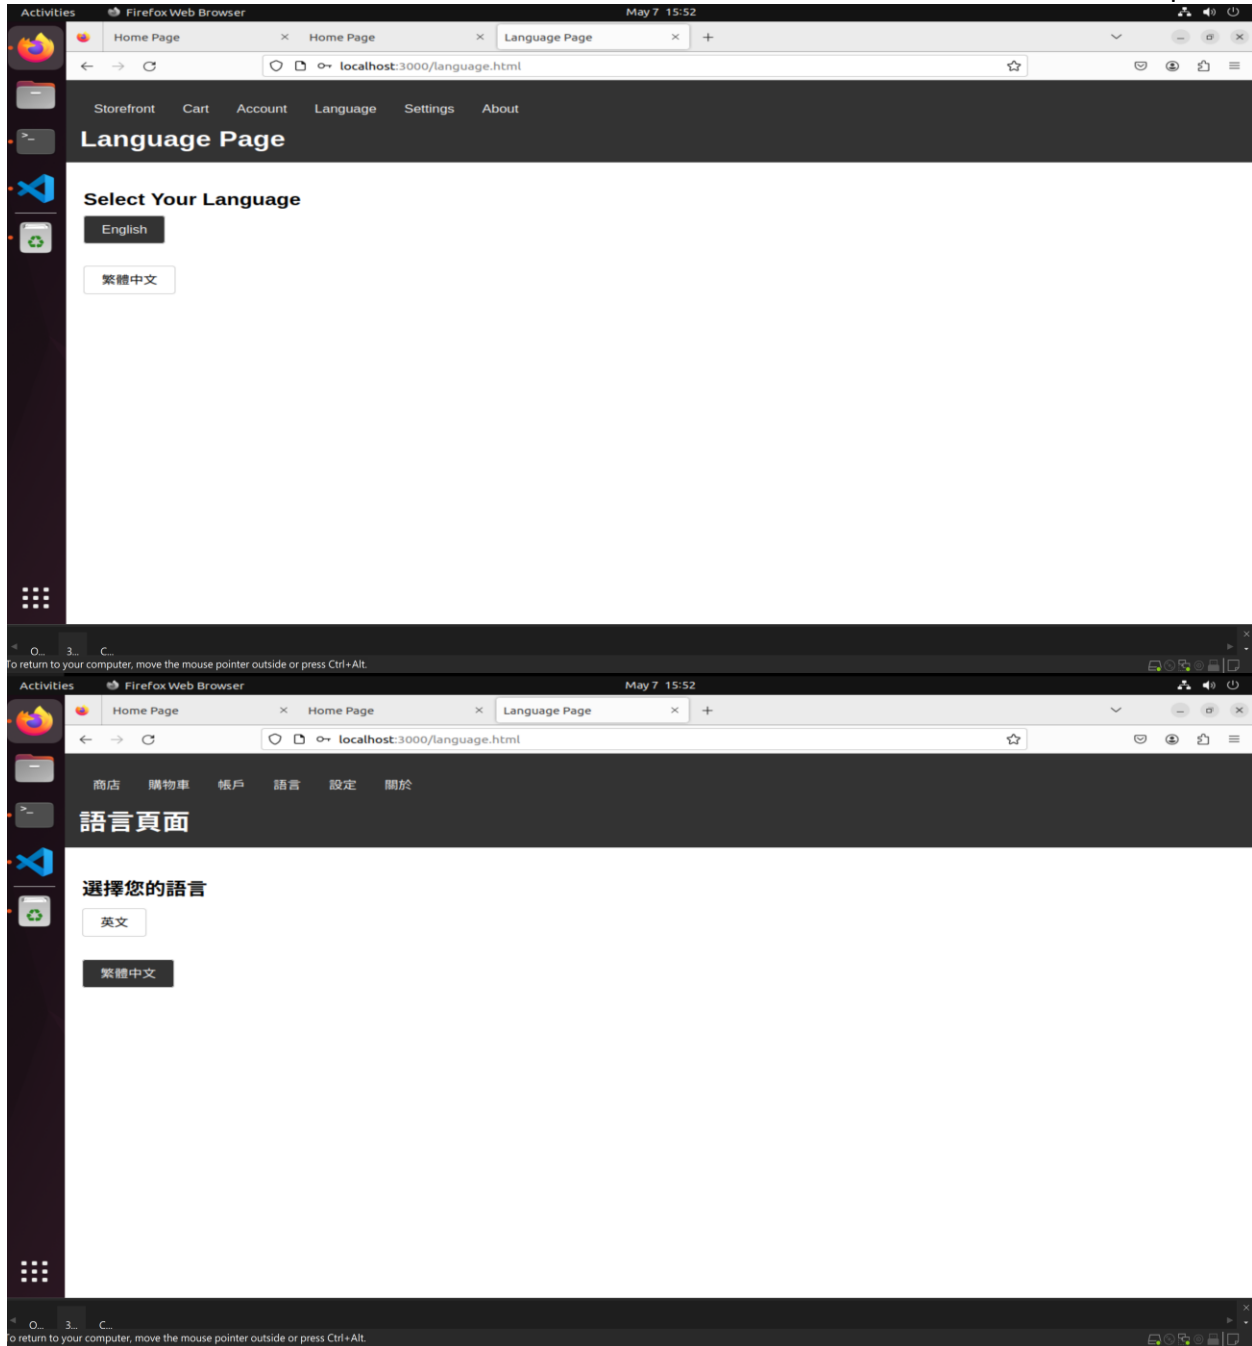 Activities Firefox Web Browser May 7 15:52
Home Page × Home Page × Language Page × +
localhost:3000/language.html
Storefront Cart Account Language Settings About
Language Page
Select Your Language
English
繁體中文
O... 3... C...
To return to your computer, move the mouse pointer outside or press Ctrl+Alt.
Activities Firefox Web Browser May 7 15:52
Home Page × Home Page × Language Page × +
localhost:3000/language.html
商店 購物車 帳戶 語言 設定 關於
語言頁面
選擇您的語言
英文
繁體中文
O... 3... C...
To return to your computer, move the mouse pointer outside or press Ctrl+Alt.